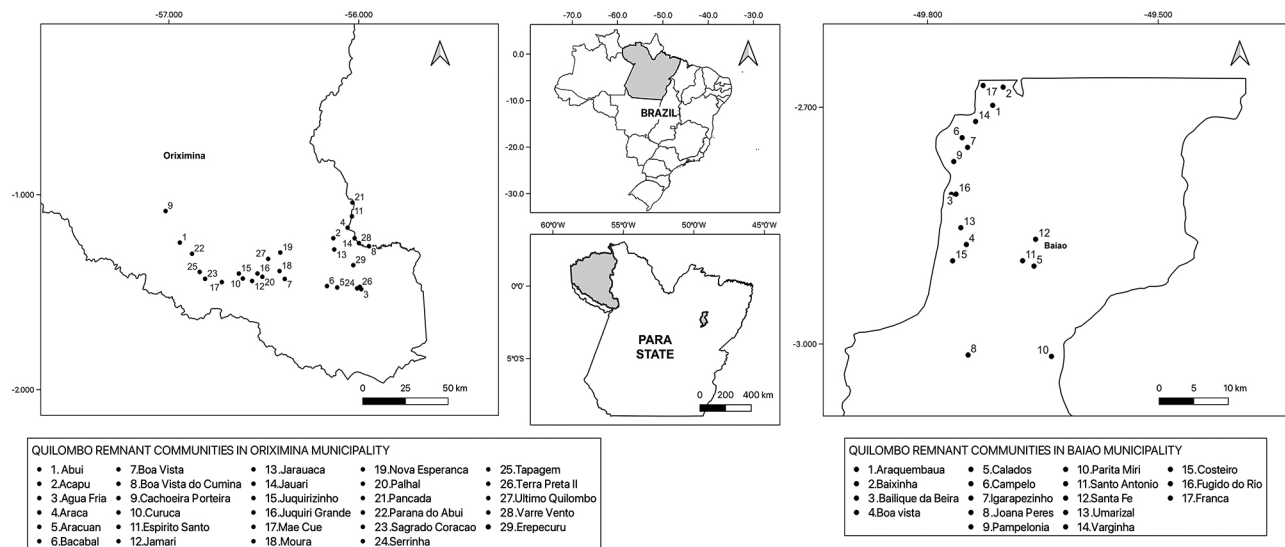 -57.000 -56.000
Oriximina
-1.000
-2.000
9
1
22
25
23
17
15
10
16
12
20
27
19
18
7
21
11
4
2
14
28
13
8
29
6
5
24
26
3
0 25 50 km
-70.0 -60.0 -50.0 -40.0 -30.0
0.0
-10.0
-20.0
-30.0
BRAZIL
60°0'W 55°0'W 50°0'W 45°0'W
0°0'
5°0'S
PARA
STATE
0 200 400 km
-49.800 -49.500
-2.700
-3.000
17
2
1
14
6
7
9
16
3
13
4
15
12
Baiao
11
5
8
10
0 5 10 km
QUILOMBO REMNANT COMMUNITIES IN ORIXIMINA MUNICIPALITY
1. Abui
2.Acapu
3.Agua Fria
4.Araca
5.Aracuan
6.Bacabal
7.Boa Vista
8.Boa Vista do Cumina
9.Cachoeira Porteira
10.Curuca
11.Espirito Santo
12.Jamari
13.Jarauaca
14.Jauari
15.Juquirizinho
16.Juquiri Grande
17.Mae Cue
18.Moura
19.Nova Esperanca
20.Palhal
21.Pancada
22.Parana do Abui
23.Sagrado Coracao
24.Serrinha
25.Tapagem
26.Terra Preta II
27.Ultimo Quilombo
28.Varre Vento
29.Erepecuru
QUILOMBO REMNANT COMMUNITIES IN BAIAO MUNICIPALITY
1.Araquembaua
2.Baixinha
3.Bailique da Beira
4.Boa vista
5.Calados
6.Campelo
7.Igarapezinho
8.Joana Peres
9.Pampelonia
10.Parita Miri
11.Santo Antonio
12.Santa Fe
13.Umarizal
14.Varginha
15.Costeiro
16.Fugido do Rio
17.Franca